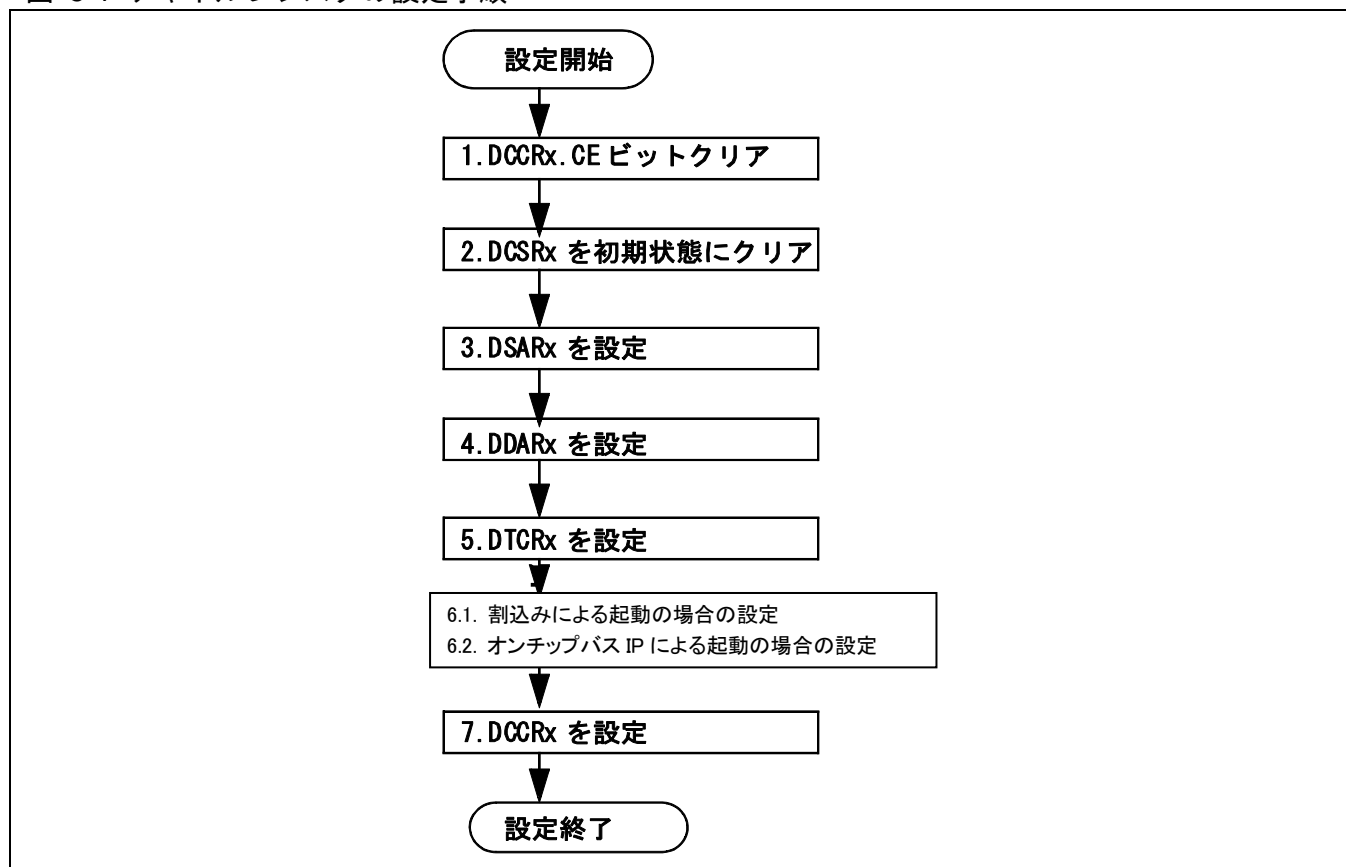 設定開始
1.DCCRx.CEビットクリア
2.DCSRx を初期状態にクリア
3.DSARx を設定
4.DDARx を設定
5.DTCRx を設定
6.1. 割込みによる起動の場合の設定
6.2. オンチップバス IP による起動の場合の設定
7.DCCRx を設定
設定終了